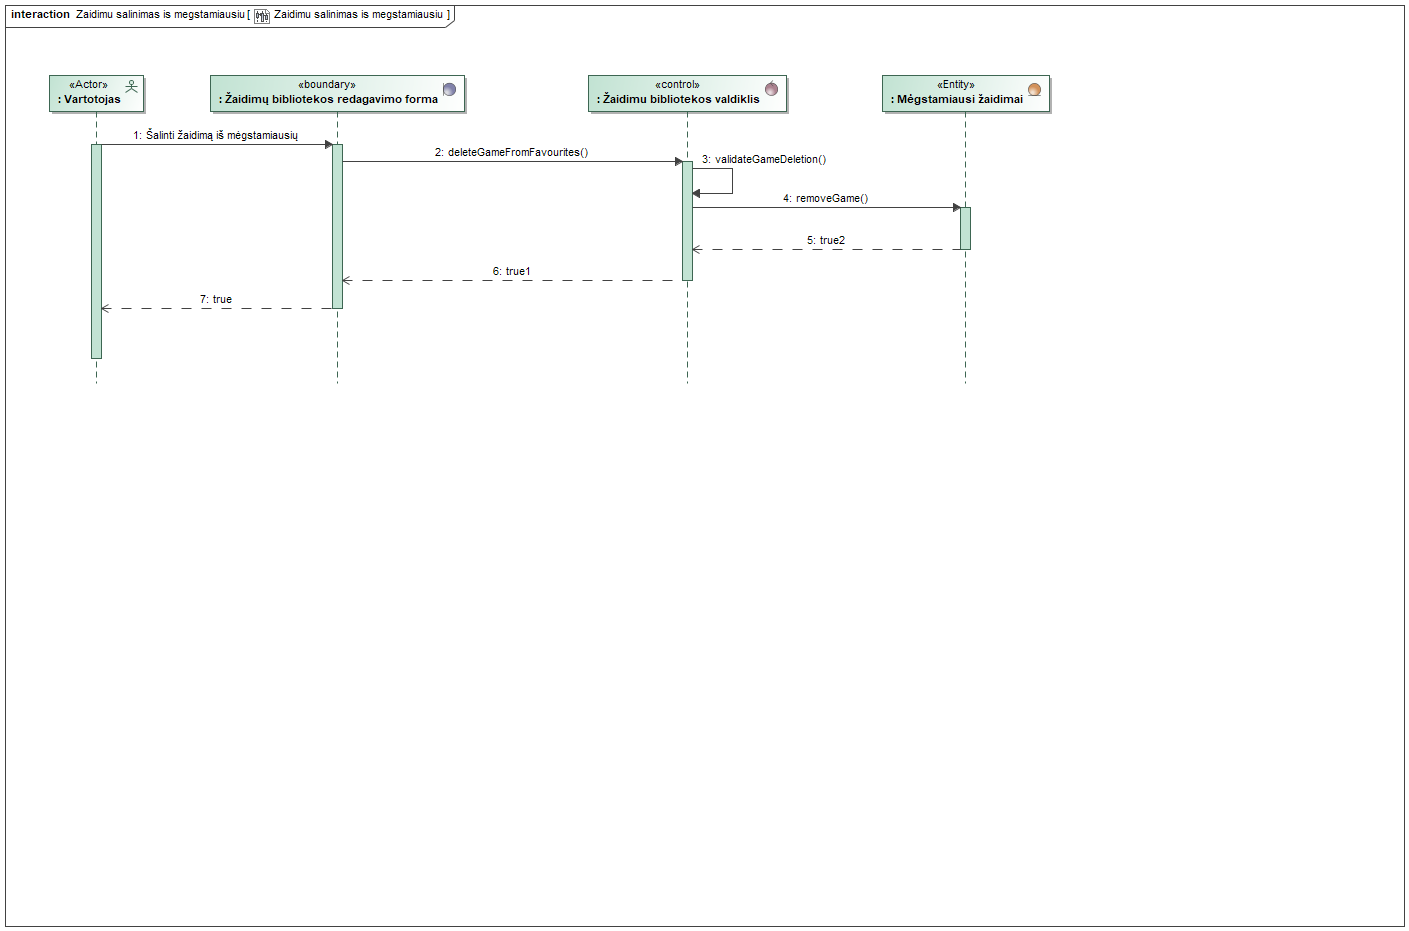 interaction Zaidimu salinimas is megstamiausiu [ Zaidimu salinimas is megstamiausiu ]
«Actor»
: Vartotojas
«boundary»
: Žaidimų bibliotekos redagavimo forma
«control»
: Žaidimu bibliotekos valdiklis
«Entity»
: Mėgstamiausi žaidimai
1: Šalinti žaidimą iš mėgstamiausių
2: deleteGameFromFavourites()
3: validateGameDeletion()
4: removeGame()
5: true2
6: true1
7: true